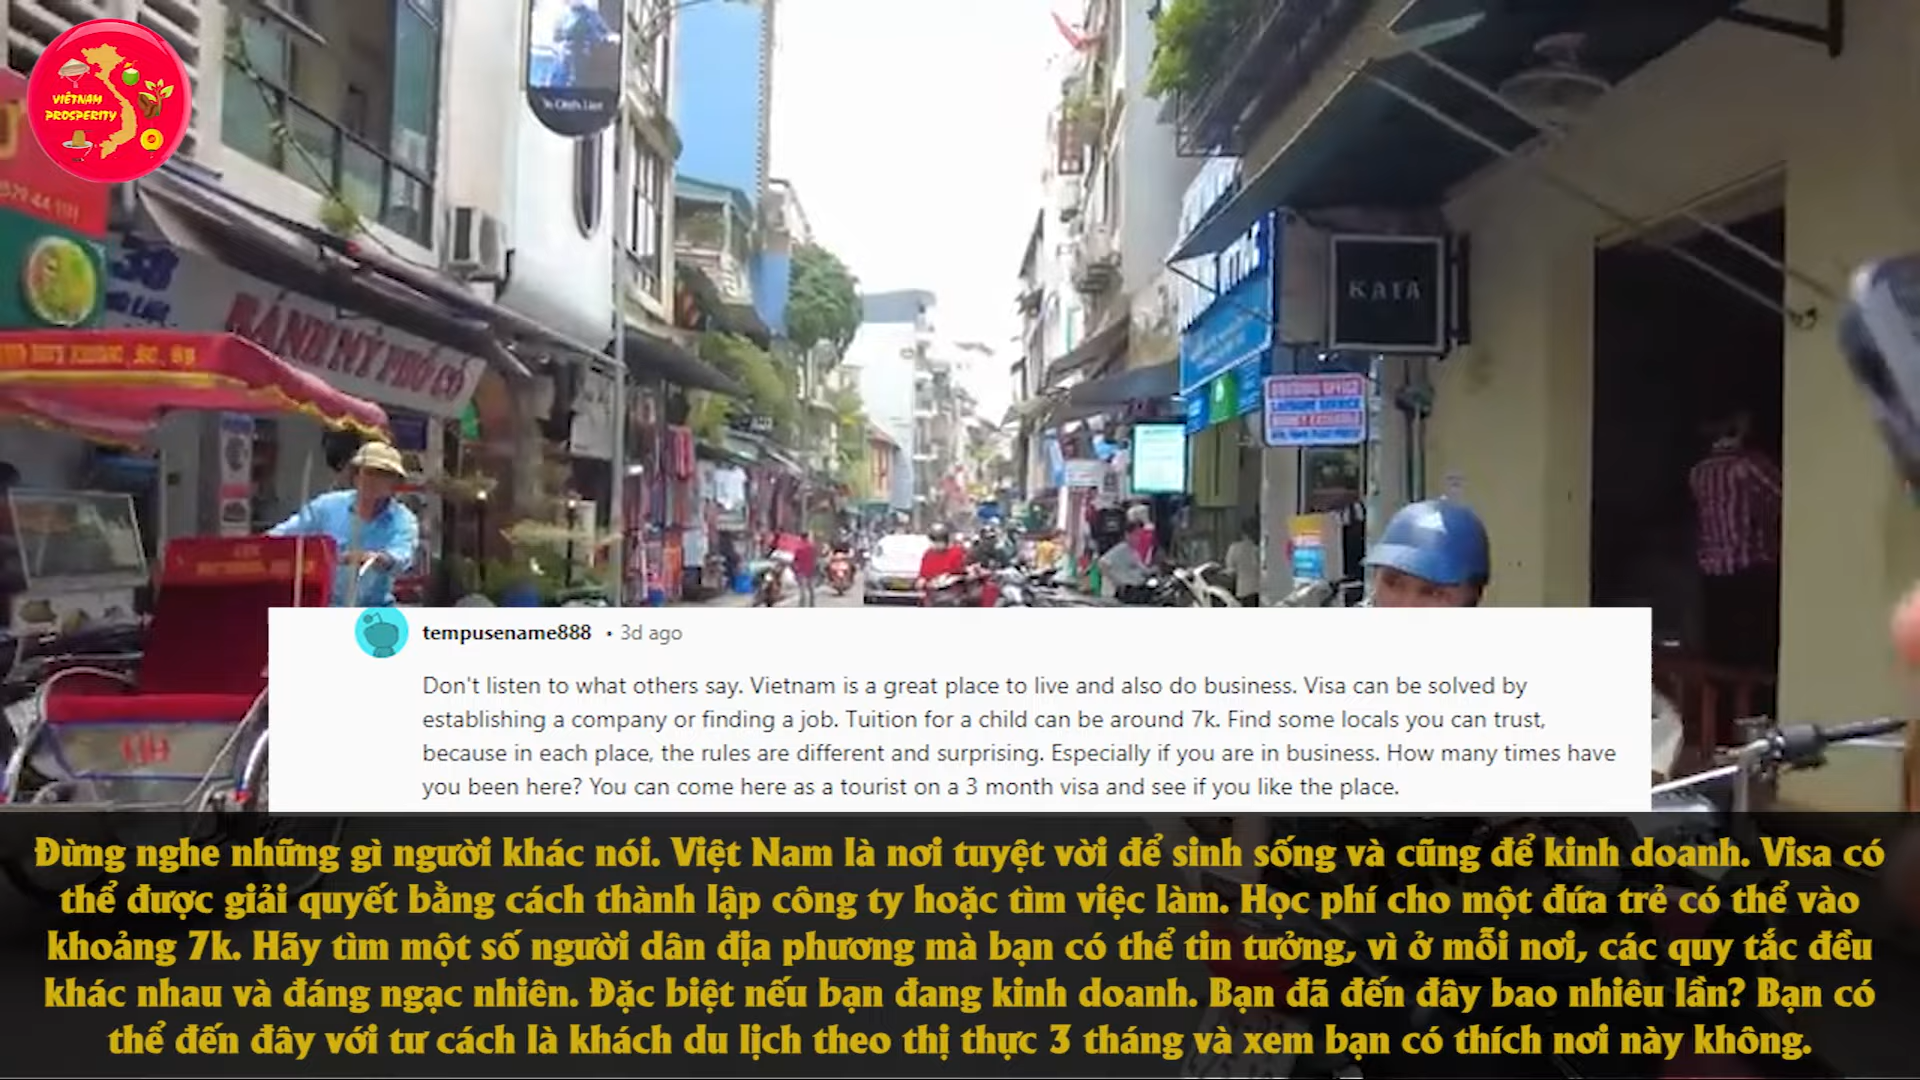 VIETNAM
PROSPERITY
BÁNH MỲ PHỐ CỔ
KAIA
tempusename888 • 3d ago
Don't listen to what others say. Vietnam is a great place to live and also do business. Visa can be solved by
establishing a company or finding a job. Tuition for a child can be around 7k. Find some locals you can trust,
because in each place, the rules are different and surprising. Especially if you are in business. How many times have
you been here? You can come here as a tourist on a 3 month visa and see if you like the place.
Đừng nghe những gì người khác nói. Việt Nam là nơi tuyệt vời để sinh sống và cũng để kinh doanh. Visa có
thể được giải quyết bằng cách thành lập công ty hoặc tìm việc làm. Học phí cho một đứa trẻ có thể vào
khoảng 7k. Hãy tìm một số người dân địa phương mà bạn có thể tin tưởng, vì ở mỗi nơi, các quy tắc đều
khác nhau và đáng ngạc nhiên. Đặc biệt nếu bạn đang kinh doanh. Bạn đã đến đây bao nhiêu lần? Bạn có
thể đến đây với tư cách là khách du lịch theo thị thực 3 tháng và xem bạn có thích nơi này không.